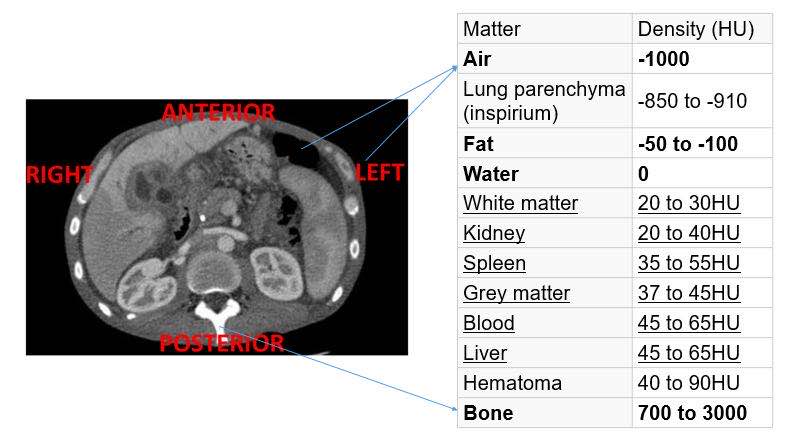 ANTERIOR
RIGHT
LEFT
POSTERIOR
Matter Density (HU)
Air -1000
Lung parenchyma
(inspirium) -850 to -910
Fat -50 to -100
Water 0
White matter 20 to 30HU
Kidney 20 to 40HU
Spleen 35 to 55HU
Grey matter 37 to 45HU
Blood 45 to 65HU
Liver 45 to 65HU
Hematoma 40 to 90HU
Bone 700 to 3000